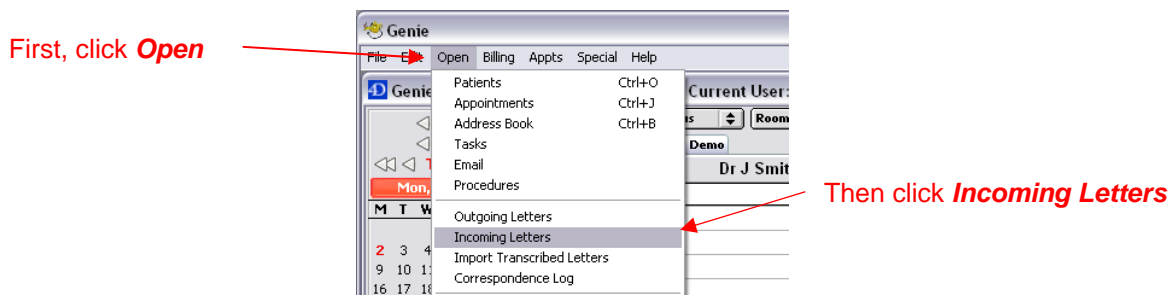 Genie
First, click Open
File Edit Open Billing Appts Special Help
Genie
Current User:
Patients Ctrl+O
Appointments Ctrl+J
Room
Address Book Ctrl+B
Tasks
Demo
Email
Dr J Smit
Procedures
Mon,
Then click Incoming Letters
M T W
Outgoing Letters
Incoming Letters
2 3 4
Import Transcribed Letters
9 10 11
Correspondence Log
16 17 18